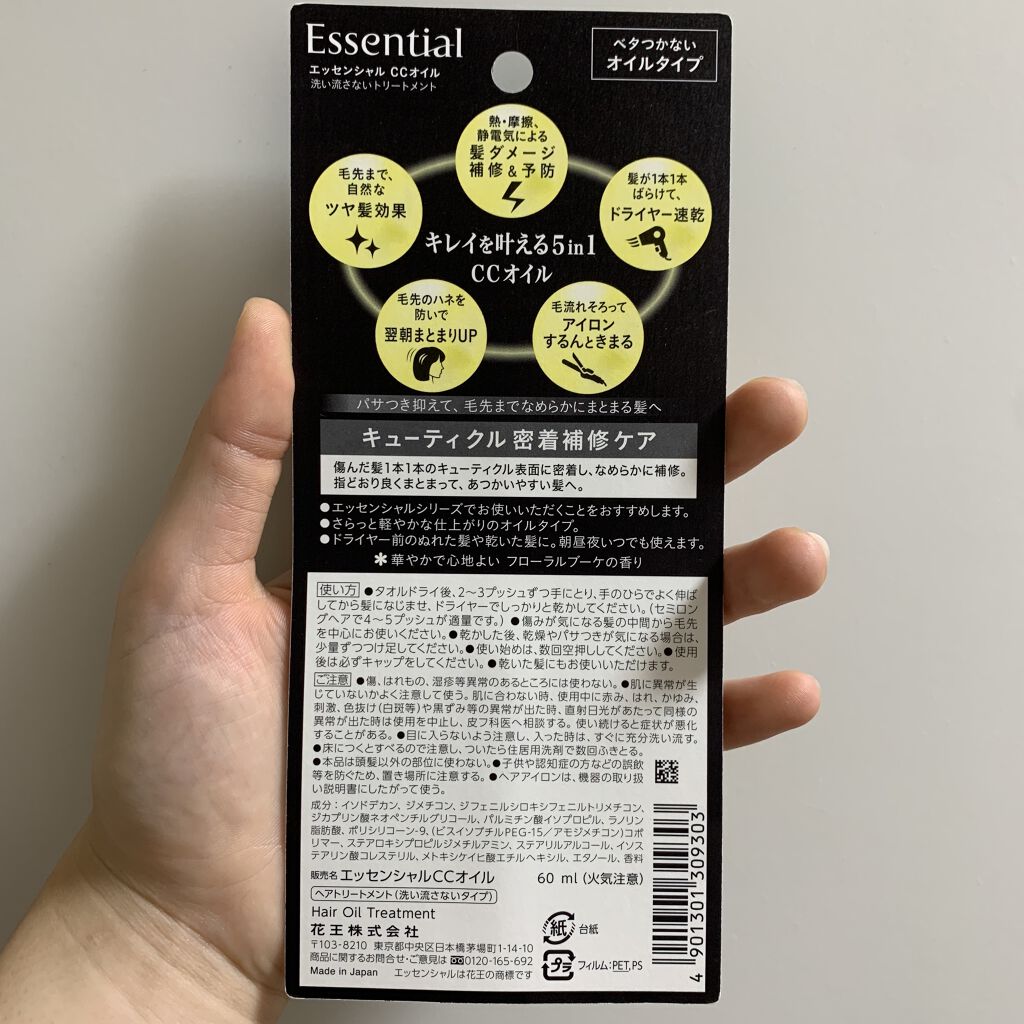 Essential
エッセンシャル CCオイル
洗い流さないトリートメント
ベタつかない
オイルタイプ
熱・摩擦、
静電気による
髪ダメージ
補修&予防
毛先まで、
自然な
ツヤ髪効果
髪が1本1本
ばらけて、
ドライヤー速乾
キレイを叶える5in1
CCオイル
毛先のハネを
防いで
翌朝まとまりUP
毛流れそろって
アイロン
するんときまる
パサつき抑えて、毛先までなめらかにまとまる髪へ
キューティクル 密着補修ケア
傷んだ髪1本1本のキューティクル表面に密着し、なめらかに補修。
指どおり良くまとまって、あつかいやすい髪へ。
●エッセンシャルシリーズでお使いいただくことをおすすめします。
●さらっと軽やかな仕上がりのオイルタイプ。
●ドライヤー前のぬれた髪や乾いた髪に。朝昼夜いつでも使えます。
＊華やかで心地よい フローラルブーケの香り
使い方 ●タオルドライ後、2～3プッシュずつ手にとり、手のひらでよく伸ば
してから髪になじませ、ドライヤーでしっかりと乾かしてください。(セミロン
グヘアで4～5プッシュが適量です。) ●傷みが気になる髪の中間から毛先
を中心にお使いください。●乾かした後、乾燥やパサつきが気になる場合は、
少量ずつつけ足してください。●使い始めは、数回空押ししてください。●使用
後は必ずキャップをしてください。●乾いた髪にもお使いいただけます。
ご注意 ●傷、はれもの、湿疹等異常のあるところには使わない。●肌に異常が生
じていないかよく注意して使う。肌に合わない時、使用中に赤み、はれ、かゆみ、
刺激、色抜け(白斑等)や黒ずみ等の異常が出た時、直射日光があたって同様の
異常が出た時は使用を中止し、皮フ科医へ相談する。使い続けると症状が悪化
することがある。●目に入らないよう注意し、入った時は、すぐに充分洗い流す。
●床につくとすべるので注意し、ついたら住居用洗剤で数回ふきとる。
●本品は頭髪以外の部位に使わない。●子供や認知症の方などの誤飲
等を防ぐため、置き場所に注意する。●ヘアアイロンは、機器の取り扱
い説明書にしたがって使う。
成分：イソドデカン、ジメチコン、ジフェニルシロキシフェニルトリメチコン、
ジカプリン酸ネオペンチルグリコール、パルミチン酸イソプロピル、ラノリン
脂肪酸、ポリシリコーン-9、(ビスイソブチルPEG-15/アモジメチコン)コポ
リマー、ステアロキシプロピルジメチルアミン、ステアリルアルコール、イソス
テアリン酸コレステリル、メトキシケイヒ酸エチルヘキシル、エタノール、香料
販売名 エッセンシャルCCオイル 60 ml (火気注意)
ヘアトリートメント(洗い流さないタイプ)
Hair Oil Treatment
花王株式会社
〒103-8210 東京都中央区日本橋茅場町1-14-10
商品に関するお問合せ・ご意見は 0120-165-692
Made in Japan エッセンシャルは花王の商標です
紙 台紙
プラ フィルム:PET,PS
4 901301 309303